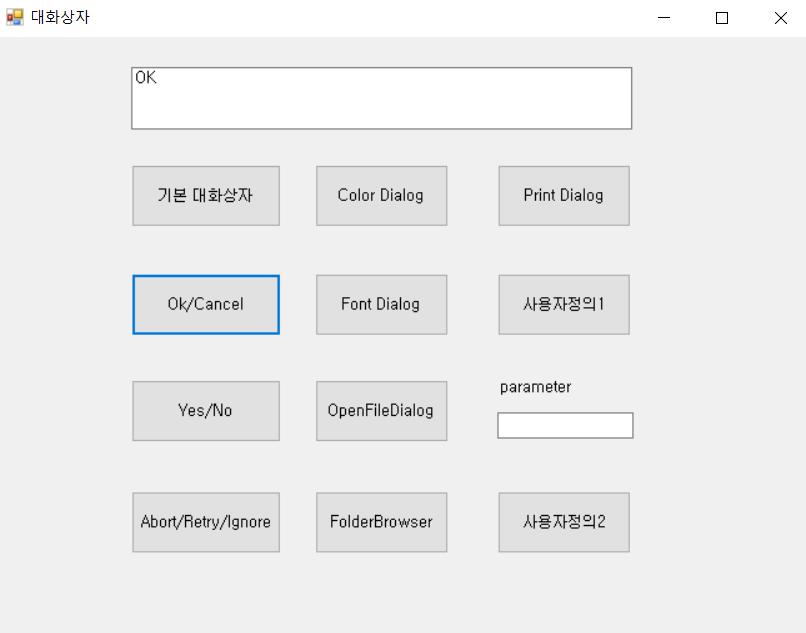 대화상자
OK
기본 대화상자
Color Dialog
Print Dialog
Ok/Cancel
Font Dialog
사용자정의1
Yes/No
OpenFileDialog
parameter
Abort/Retry/Ignore
FolderBrowser
사용자정의2